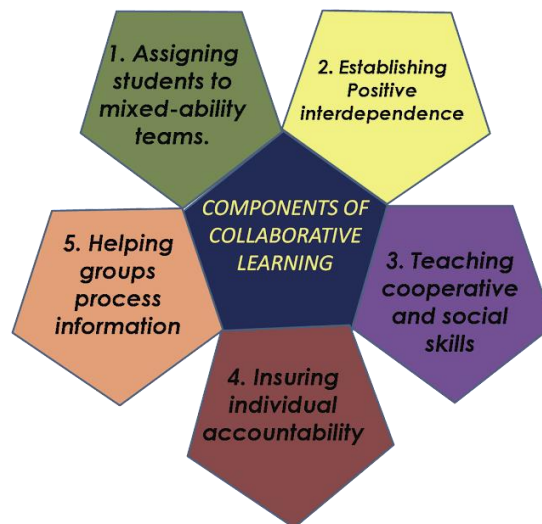 1. Assigning
students to
mixed-ability
teams.
2. Establishing
Positive
interdependence
COMPONENTS OF
COLLABORATIVE
LEARNING
3. Teaching
cooperative
and social
skills
4. Insuring
individual
accountability
5. Helping
groups
process
information